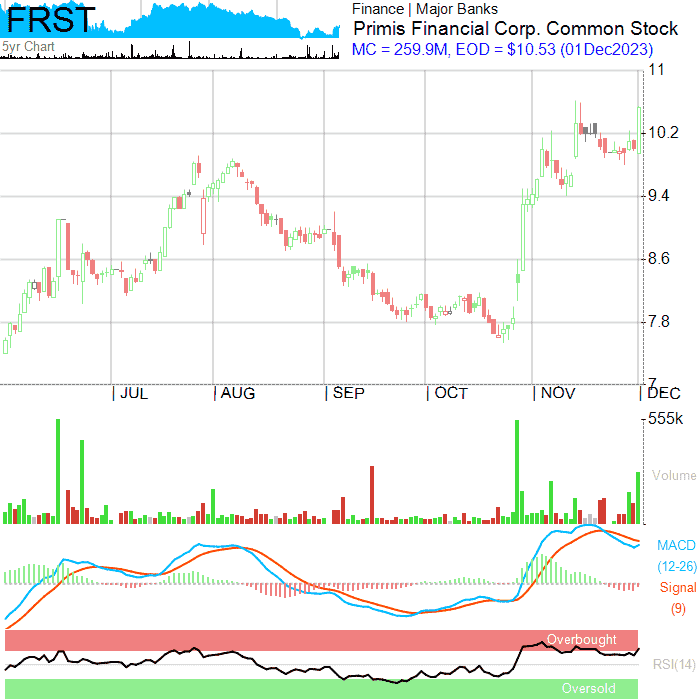 FRST
5yr Chart
Finance | Major Banks
Primis Financial Corp. Common Stock
MC = 259.9M, EOD = $10.53 (01Dec2023)
11
10.2
9.4
8.6
7.8
7
| JUL | AUG | SEP | OCT | NOV | DEC
555k
Volume
MACD
(12-26)
Signal
(9)
Overbought
RSI(14)
Oversold